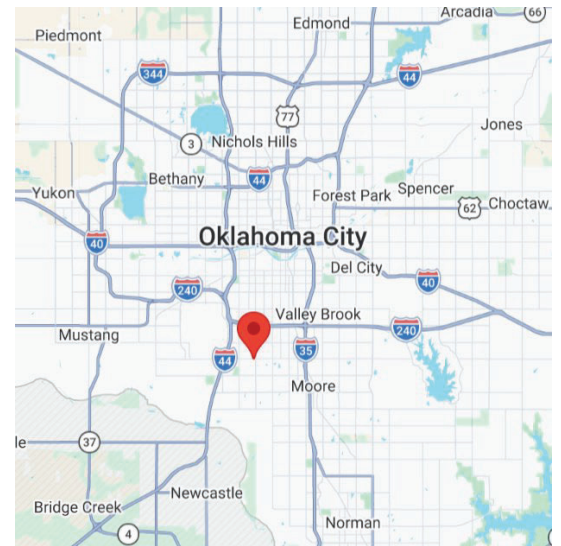 Edmond
Arcadia
66
Piedmont
344
44
77
Jones
3
Nichols Hills
Bethany
44
Yukon
Forest Park
Spencer
62
Choctaw
40
Oklahoma City
Del City
40
240
Valley Brook
240
Mustang
44
35
Moore
le
37
Newcastle
Bridge Creek
4
Norman